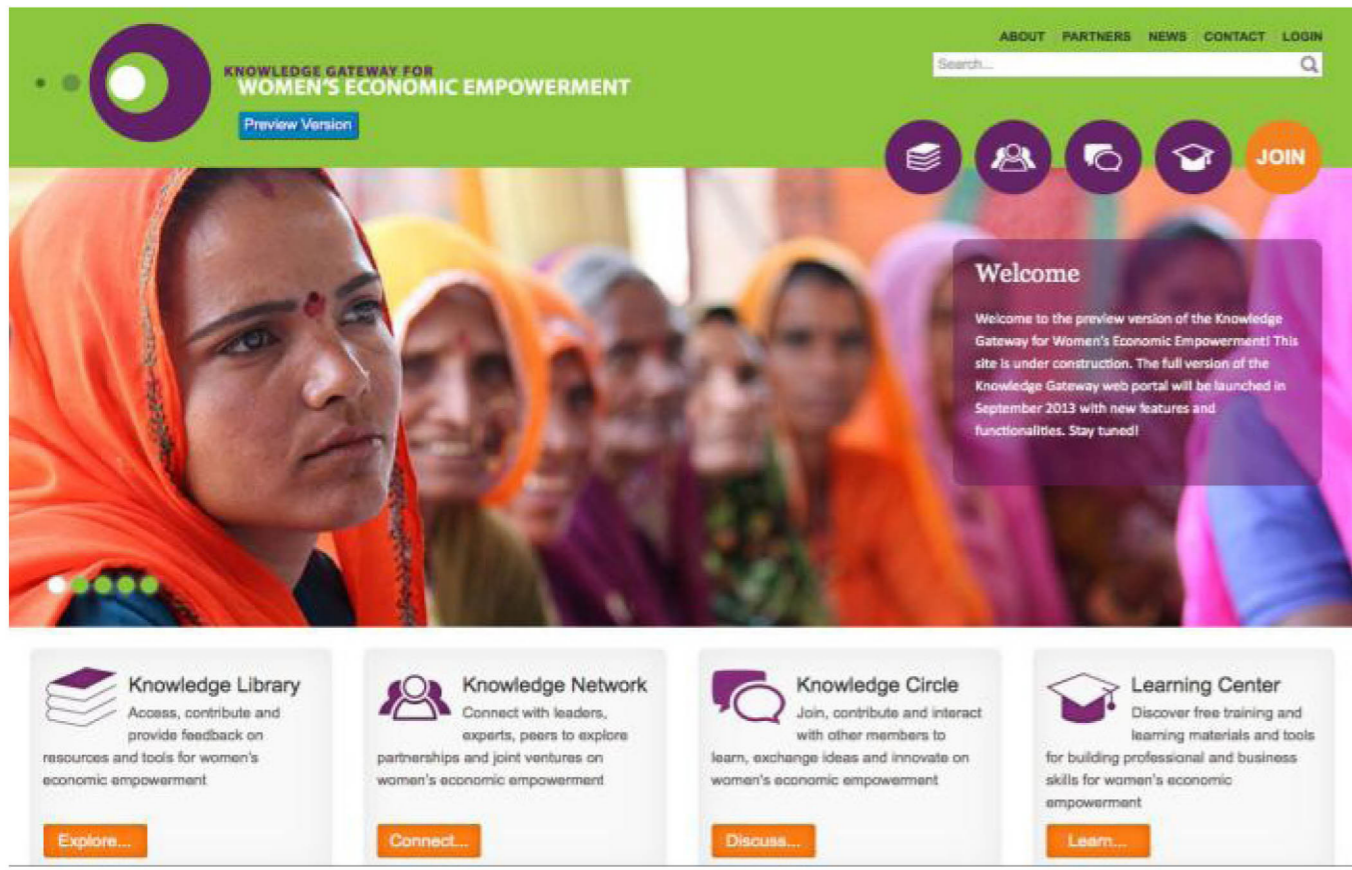 ABOUT PARTNERS NEWS CONTACT LOGIN
Search...
KNOWLEDGE GATEWAY FOR
WOMEN'S ECONOMIC EMPOWERMENT
Preview Version
JOIN
Welcome
Welcome to the preview version of the Knowledge
Gateway for Women's Economic Empowerment! This
site is under construction. The full version of the
Knowledge Gateway web portal will be launched in
September 2013 with new features and
functionalities. Stay tuned!
Knowledge Library
Access, contribute and
provide feedback on
resources and tools for women's
economic empowerment
Explore...
Knowledge Network
Connect with leaders,
experts, peers to explore
partnerships and joint ventures on
women's economic empowerment
Connect...
Knowledge Circle
Join, contribute and interact
with other members to
learn, exchange ideas and innovate on
women's economic empowerment
Discuss...
Learning Center
Discover free training and
learning materials and tools
for building professional and business
skills for women's economic
empowerment
Learn...